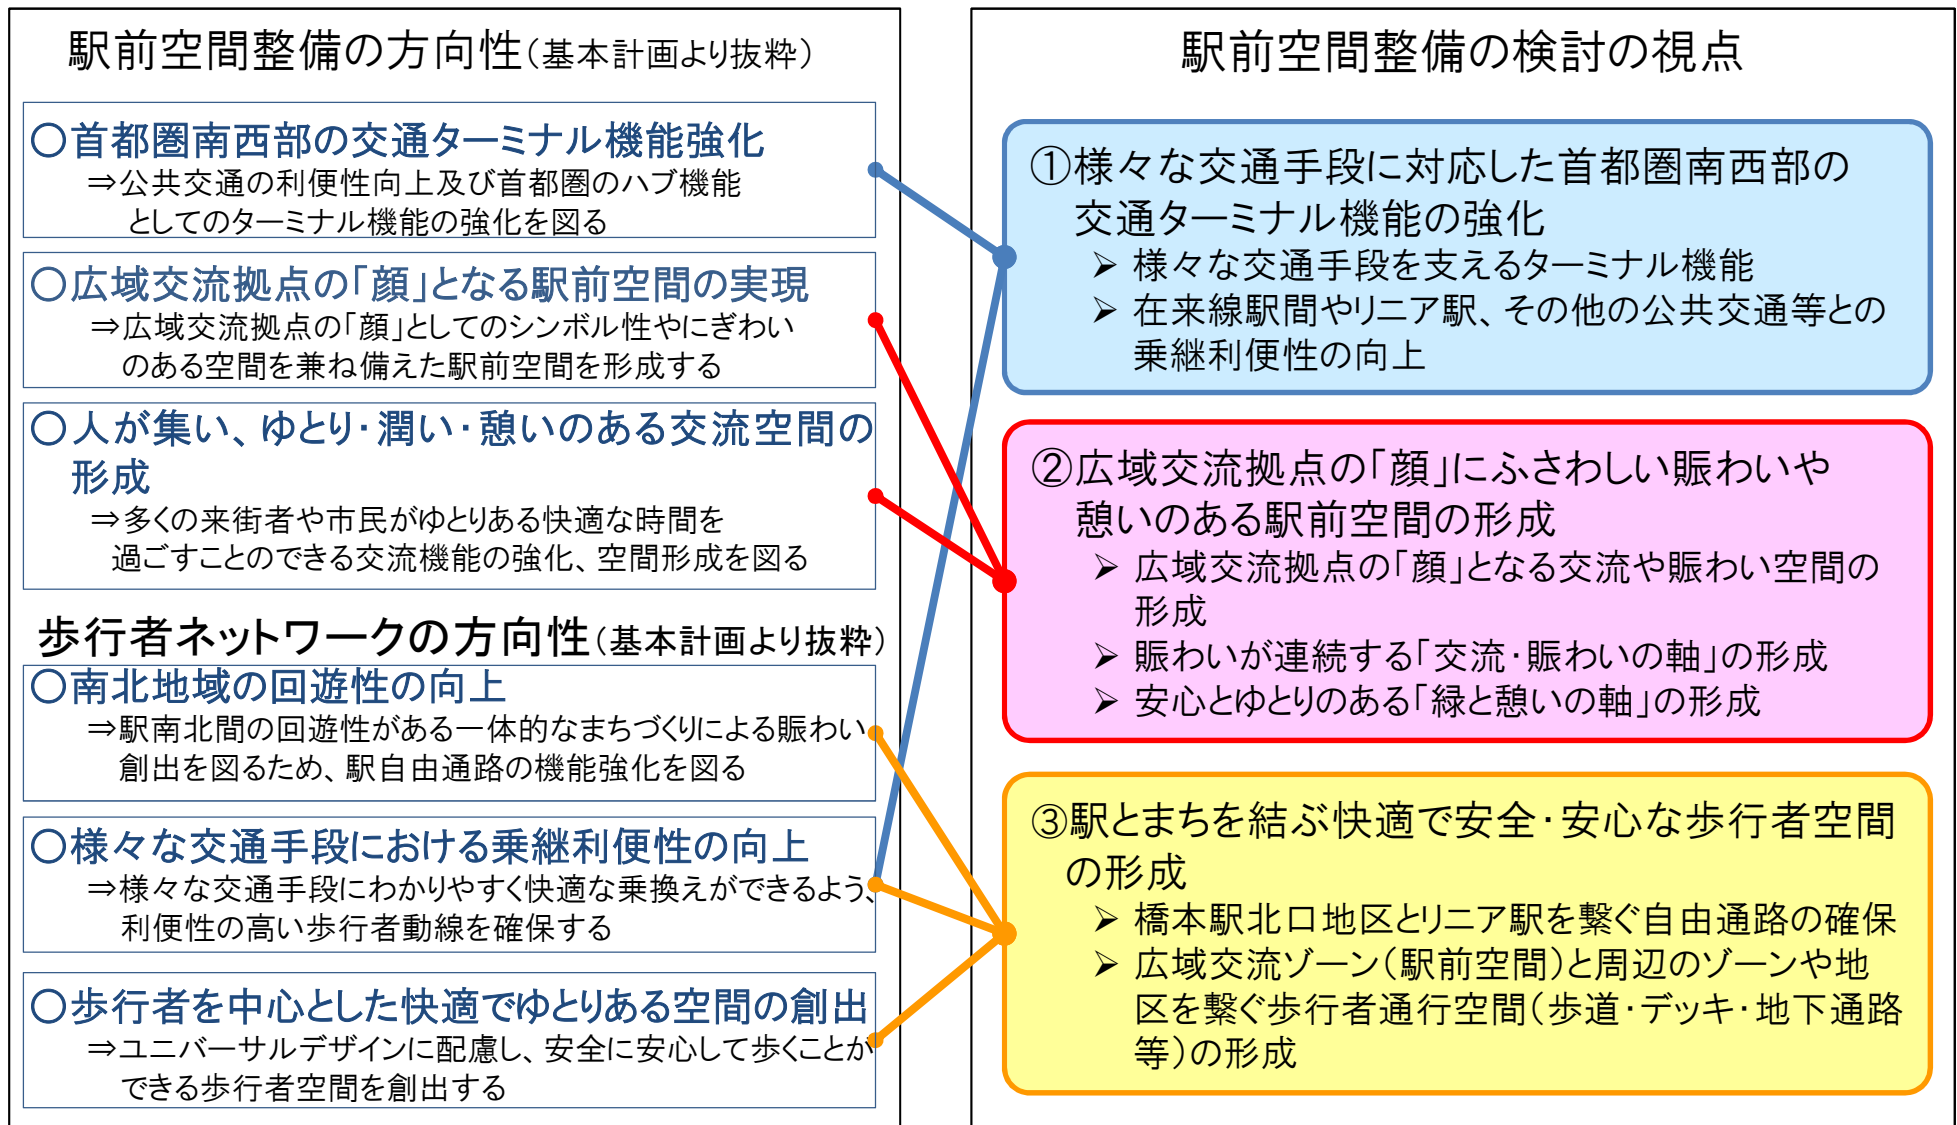 駅前空間整備の方向性(基本計画より抜粋)
○首都圏南西部の交通ターミナル機能強化
⇒公共交通の利便性向上及び首都圏のハブ機能
としてのターミナル機能の強化を図る
○広域交流拠点の「顔」となる駅前空間の実現
⇒広域交流拠点の「顔」としてのシンボル性やにぎわい
のある空間を兼ね備えた駅前空間を形成する
○人が集い、ゆとり・潤い・憩いのある交流空間の
形成
⇒多くの来街者や市民がゆとりある快適な時間を
過ごすことのできる交流機能の強化、空間形成を図る
歩行者ネットワークの方向性(基本計画より抜粋)
○南北地域の回遊性の向上
⇒駅南北間の回遊性がある一体的なまちづくりによる賑わい
創出を図るため、駅自由通路の機能強化を図る
○様々な交通手段における乗継利便性の向上
⇒様々な交通手段にわかりやすく快適な乗換えができるよう、
利便性の高い歩行者動線を確保する
○歩行者を中心とした快適でゆとりある空間の創出
⇒ユニバーサルデザインに配慮し、安全に安心して歩くことが
できる歩行者空間を創出する
駅前空間整備の検討の視点
①様々な交通手段に対応した首都圏南西部の
交通ターミナル機能の強化
➢ 様々な交通手段を支えるターミナル機能
➢ 在来線駅間やリニア駅、その他の公共交通等との
乗継利便性の向上
②広域交流拠点の「顔」にふさわしい賑わいや
憩いのある駅前空間の形成
➢ 広域交流拠点の「顔」となる交流や賑わい空間の
形成
➢ 賑わいが連続する「交流・賑わいの軸」の形成
➢ 安心とゆとりのある「緑と憩いの軸」の形成
③駅とまちを結ぶ快適で安全・安心な歩行者空間
の形成
➢ 橋本駅北口地区とリニア駅を繋ぐ自由通路の確保
➢ 広域交流ゾーン(駅前空間)と周辺のゾーンや地
区を繋ぐ歩行者通行空間(歩道・デッキ・地下通路
等)の形成